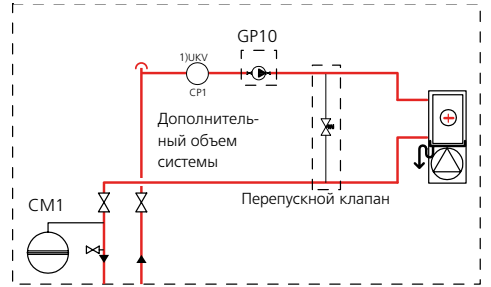 GP10
1)UKV
CP1
Дополнитель-
ный объем
системы
Перепускной клапан
CM1